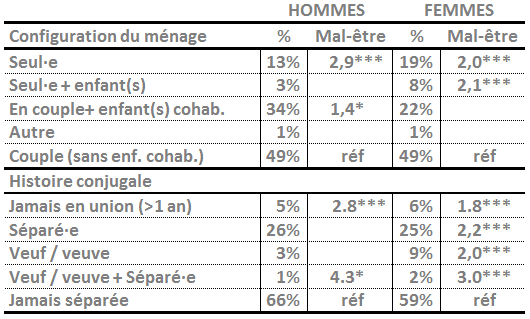 HOMMES FEMMES
Configuration du ménage % Mal-être % Mal-être
Seul·e 13% 2,9*** 19% 2,0***
Seul·e + enfant(s) 3% 8% 2,1***
En couple+ enfant(s) cohab. 34% 1,4* 22%
Autre 1% 1%
Couple (sans enf. cohab.) 49% réf 49% réf
Histoire conjugale
Jamais en union (>1 an) 5% 2.8*** 6% 1.8***
Séparé·e 26% 25% 2,2***
Veuf / veuve 3% 9% 2,0***
Veuf / veuve + Séparé·e 1% 4.3* 2% 3.0***
Jamais séparée 66% réf 59% réf